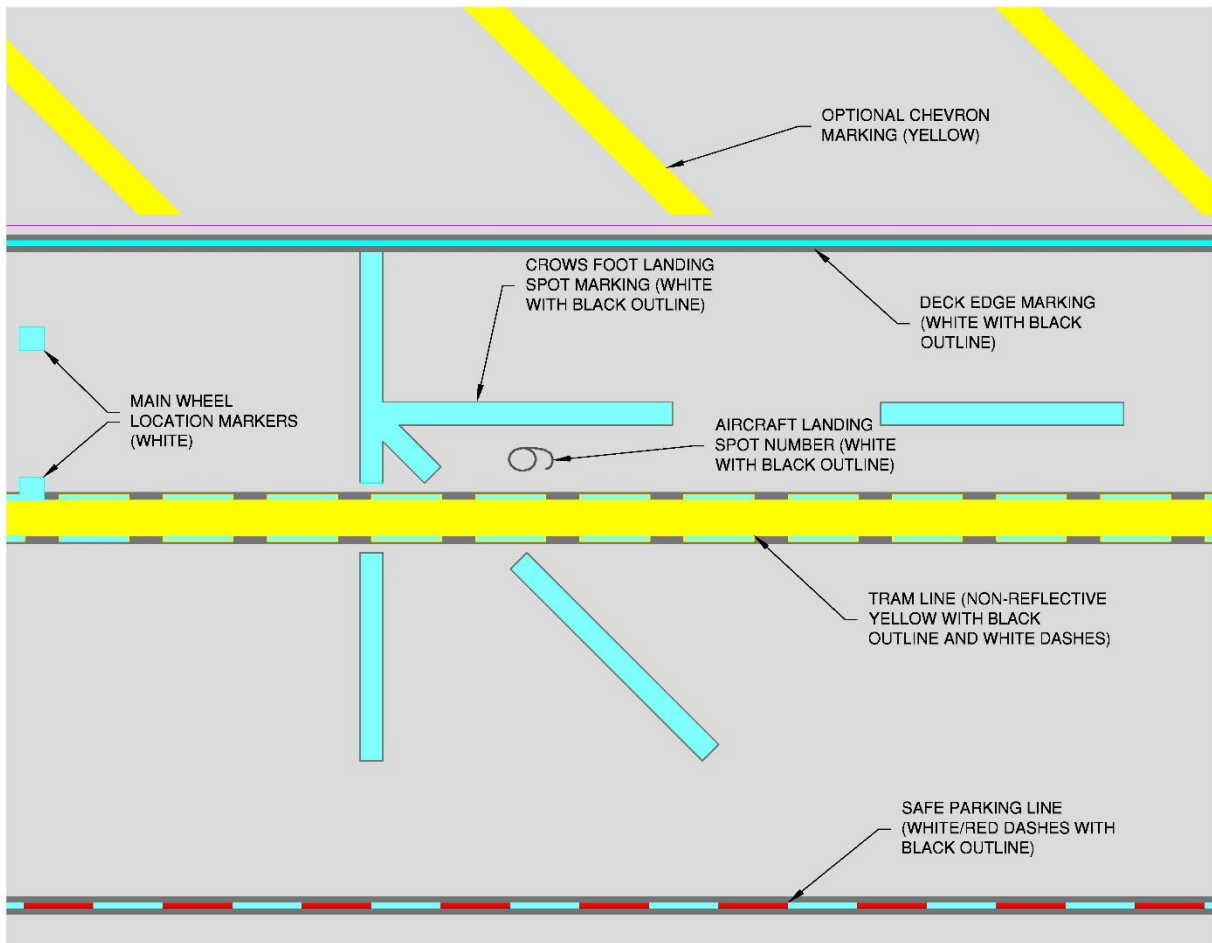 OPTIONAL CHEVRON
MARKING (YELLOW)
CROWS FOOT LANDING
SPOT MARKING (WHITE
WITH BLACK OUTLINE)
DECK EDGE MARKING
(WHITE WITH BLACK
OUTLINE)
MAIN WHEEL
LOCATION MARKERS
(WHITE)
AIRCRAFT LANDING
SPOT NUMBER (WHITE
WITH BLACK OUTLINE)
9
TRAM LINE (NON-REFLECTIVE
YELLOW WITH BLACK
OUTLINE AND WHITE DASHES)
SAFE PARKING LINE
(WHITE/RED DASHES WITH
BLACK OUTLINE)